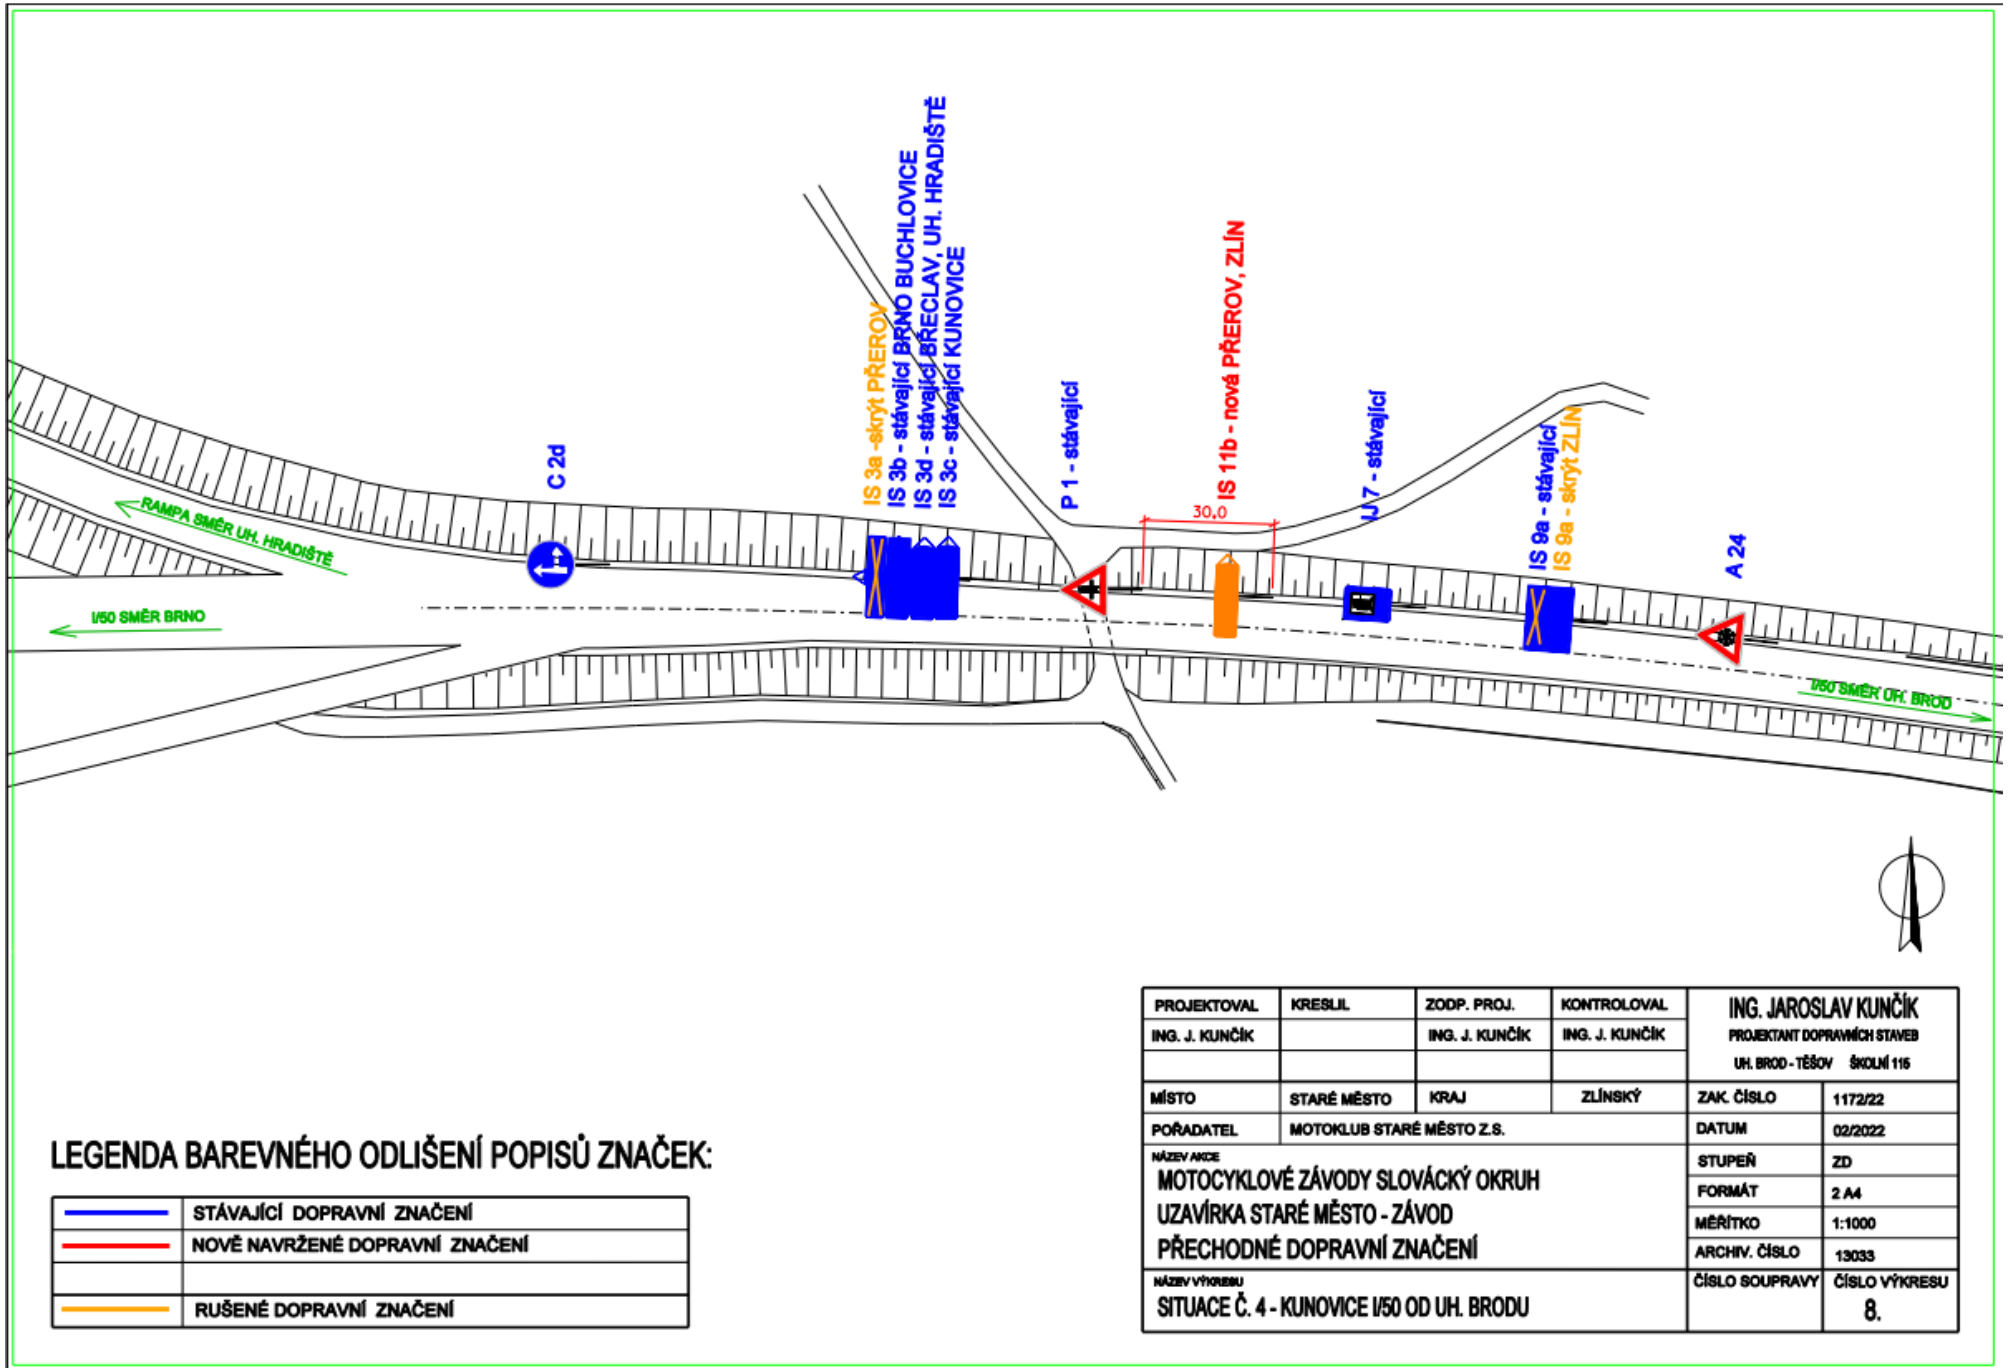 C 2d
IS 3a -skrýt PŘEROV
IS 3b - stávající BRNO BUCHLOVICE
IS 3d - stávající BŘECLAV, UH. HRADIŠTĚ
IS 3c - stávající KUNOVICE
P 1 - stávající
IS 11b - nová PŘEROV, ZLÍN
30,0
IJ 7 - stávající
IS 9a - stávající
IS 9a - skrýt ZLÍN
A 24
RAMPA SMĚR UH. HRADIŠTĚ
I/50 SMĚR BRNO
I/50 SMĚR UH. BROD
LEGENDA BAREVNÉHO ODLIŠENÍ POPISŮ ZNAČEK:
STÁVAJÍCÍ DOPRAVNÍ ZNAČENÍ
NOVĚ NAVRŽENÉ DOPRAVNÍ ZNAČENÍ
RUŠENÉ DOPRAVNÍ ZNAČENÍ
PROJEKTOVAL KRESLIL ZODP. PROJ. KONTROLOVAL
ING. J. KUNČÍK ING. J. KUNČÍK ING. J. KUNČÍK
ING. JAROSLAV KUNČÍK
PROJEKTANT DOPRAVNÍCH STAVEB
UH. BROD - TĚŠOV ŠKOLNÍ 115
MÍSTO STARÉ MĚSTO KRAJ ZLÍNSKÝ ZAK. ČÍSLO 1172/22
POŘADATEL MOTOKLUB STARÉ MĚSTO Z.S. DATUM 02/2022
NÁZEV AKCE
MOTOCYKLOVÉ ZÁVODY SLOVÁCKÝ OKRUH
UZAVÍRKA STARÉ MĚSTO - ZÁVOD
PŘECHODNÉ DOPRAVNÍ ZNAČENÍ
STUPEŇ ZD
FORMÁT 2 A4
MĚŘÍTKO 1:1000
ARCHIV. ČÍSLO 13033
NÁZEV VÝKRESU
SITUACE Č. 4 - KUNOVICE I/50 OD UH. BRODU
ČÍSLO SOUPRAVY ČÍSLO VÝKRESU
8.